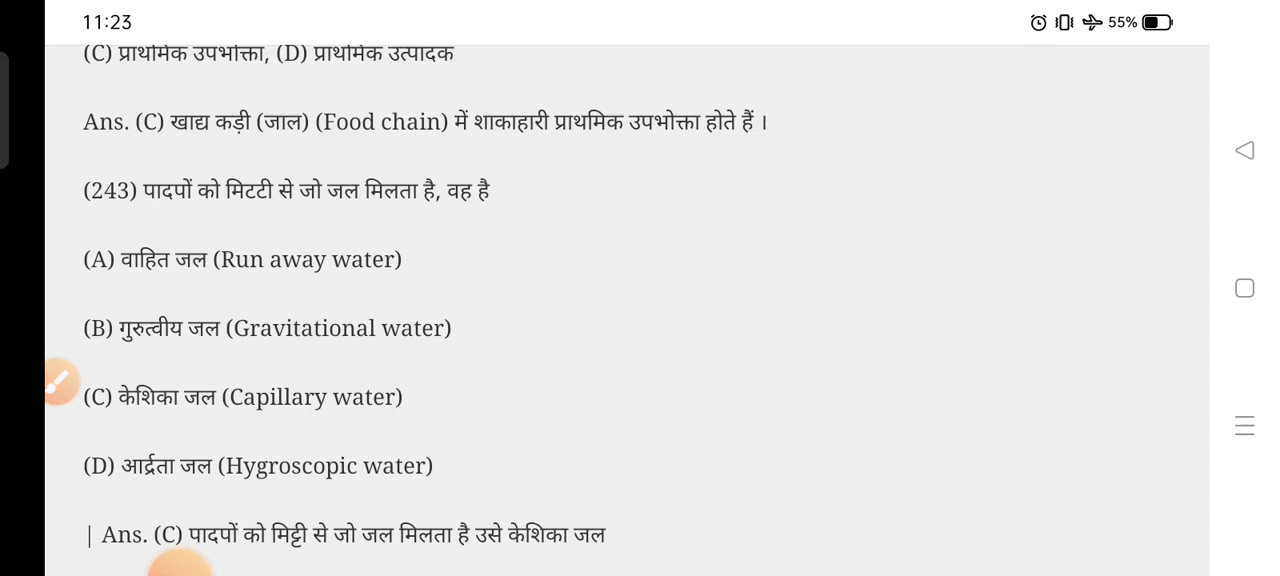 11:23
55%
(C) प्राथमिक उपभोक्ता, (D) प्राथमिक उत्पादक
Ans. (C) खाद्य कड़ी (जाल) (Food chain) में शाकाहारी प्राथमिक उपभोक्ता होते हैं ।
(243) पादपों को मिटटी से जो जल मिलता है, वह है
(A) वाहित जल (Run away water)
(B) गुरुत्वीय जल (Gravitational water)
(C) केशिका जल (Capillary water)
(D) आर्द्रता जल (Hygroscopic water)
| Ans. (C) पादपों को मिट्टी से जो जल मिलता है उसे केशिका जल